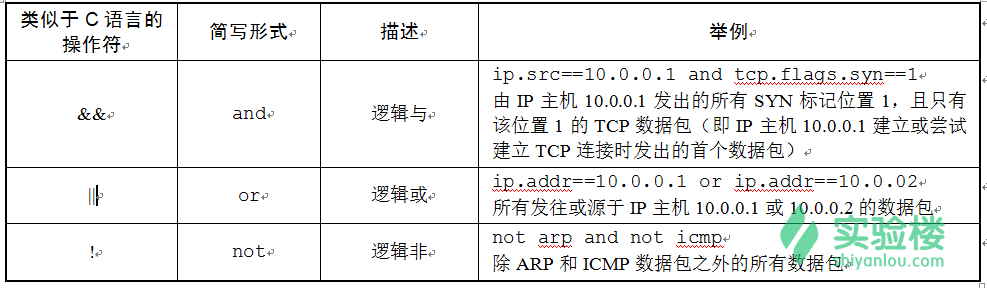 类似于 C 语言的 简写形式 描述 举例
操作符
&& and 逻辑与 ip.src==10.0.0.1 and tcp.flags.syn==1
由 IP 主机 10.0.0.1 发出的所有 SYN 标记位置 1，且只有
该位置 1 的 TCP 数据包（即 IP 主机 10.0.0.1 建立或尝试
建立 TCP 连接时发出的首个数据包）
|| or 逻辑或 ip.addr==10.0.0.1 or ip.addr==10.0.02
所有发往或源于 IP 主机 10.0.0.1 或 10.0.0.2 的数据包
! not 逻辑非 not arp and not icmp
除 ARP 和 ICMP 数据包之外的所有数据包
实验楼
shiyanlou.com